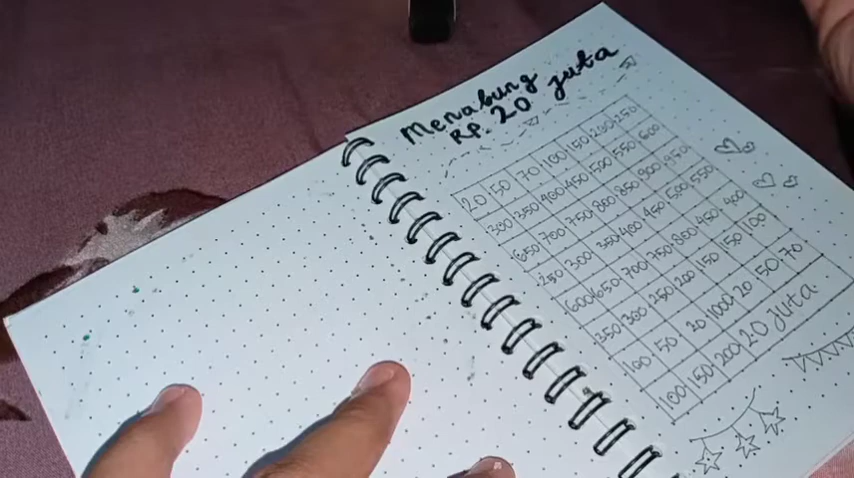 Menabung
RP. 20 juta
20 50 70 100 150 200 250
300 350 400 450 500 550 600
650 700 750 800 850 900 950
250 300 350 400 450 500 550
600 650 700 750 800 450 400
350 300 250 200 150 150 100
100 50 20 100 20 50 70
100 150 200 20 juta